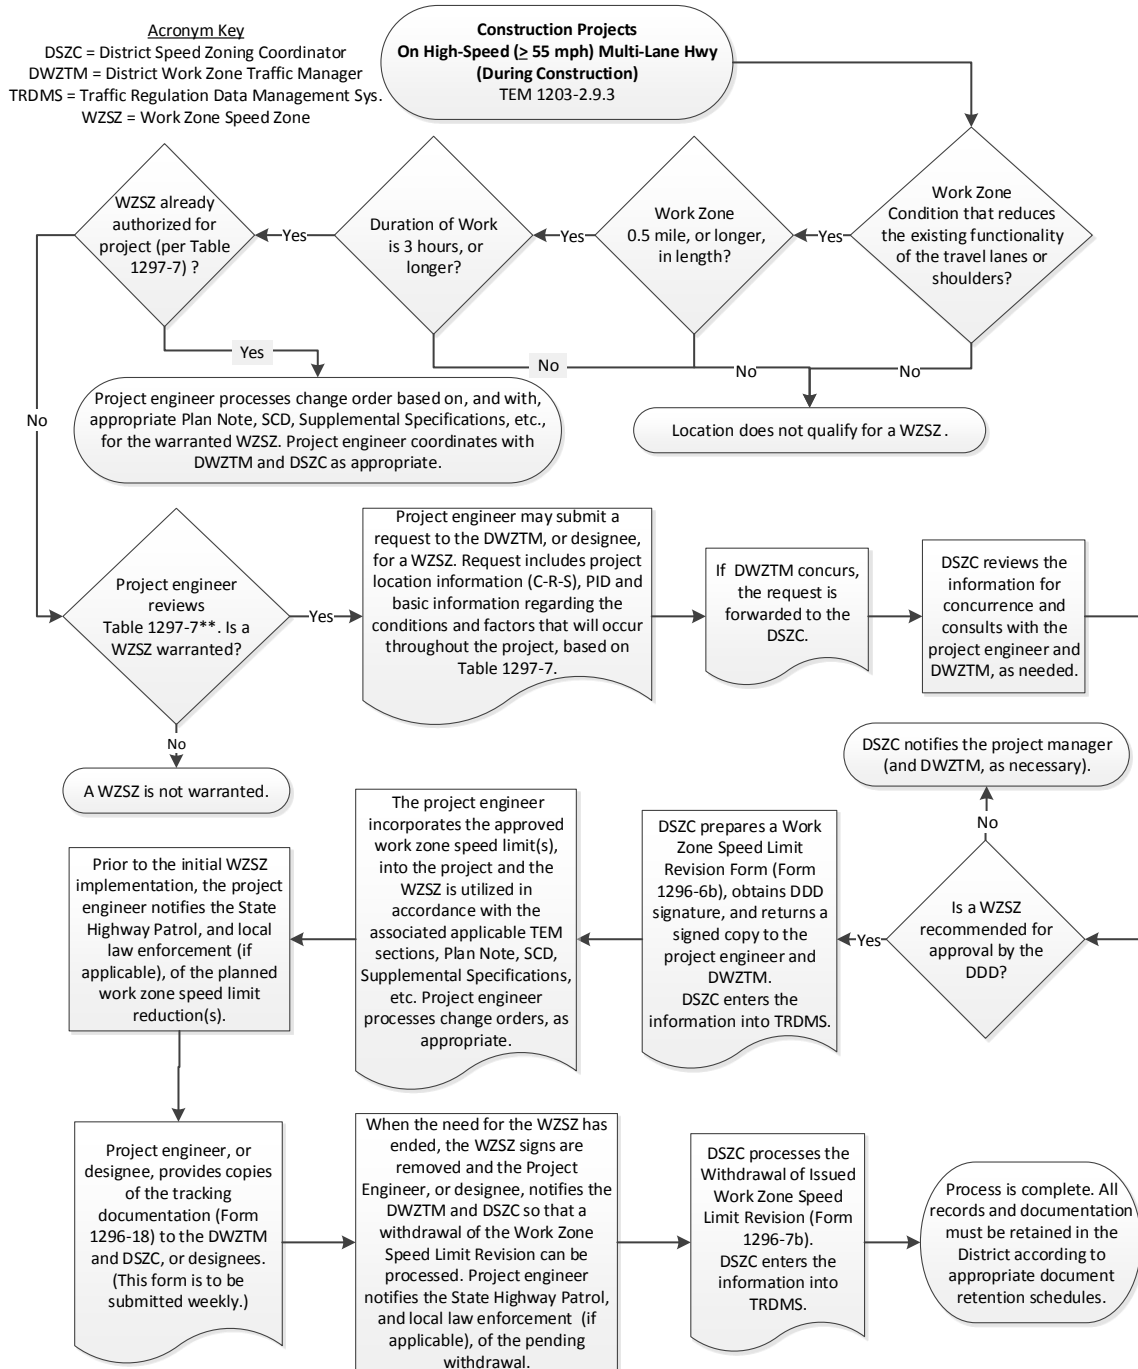 Acronym Key
DSZC = District Speed Zoning Coordinator
DWZTM = District Work Zone Traffic Manager
TRDMS = Traffic Regulation Data Management Sys.
WZSZ = Work Zone Speed Zone
Construction Projects
On High-Speed (≥ 55 mph) Multi-Lane Hwy
(During Construction)
TEM 1203-2.9.3
Work Zone
Condition that reduces
the existing functionality
of the travel lanes or
shoulders?
Yes
Work Zone
0.5 mile, or longer,
in length?
Yes
Duration of Work
is 3 hours, or
longer?
Yes
WZSZ already
authorized for
project (per Table
1297-7) ?
Yes
No
No
No
No
Project engineer processes change order based on, and with,
appropriate Plan Note, SCD, Supplemental Specifications, etc.,
for the warranted WZSZ. Project engineer coordinates with
DWZTM and DSZC as appropriate.
Location does not qualify for a WZSZ .
Project engineer
reviews
Table 1297-7**. Is a
WZSZ warranted?
Yes
No
A WZSZ is not warranted.
Project engineer may submit a
request to the DWZTM, or designee,
for a WZSZ. Request includes project
location information (C-R-S), PID and
basic information regarding the
conditions and factors that will occur
throughout the project, based on
Table 1297-7.
If DWZTM concurs,
the request is
forwarded to the
DSZC.
DSZC reviews the
information for
concurrence and
consults with the
project engineer and
DWZTM, as needed.
DSZC notifies the project manager
(and DWZTM, as necessary).
No
Is a WZSZ
recommended for
approval by the
DDD?
Yes
DSZC prepares a Work
Zone Speed Limit
Revision Form (Form
1296-6b), obtains DDD
signature, and returns a
signed copy to the
project engineer and
DWZTM.
DSZC enters the
information into TRDMS.
The project engineer
incorporates the approved
work zone speed limit(s),
into the project and the
WZSZ is utilized in
accordance with the
associated applicable TEM
sections, Plan Note, SCD,
Supplemental Specifications,
etc. Project engineer
processes change orders, as
appropriate.
Prior to the initial WZSZ
implementation, the project
engineer notifies the State
Highway Patrol, and local
law enforcement (if
applicable), of the planned
work zone speed limit
reduction(s).
Project engineer, or
designee, provides copies
of the tracking
documentation (Form
1296-18) to the DWZTM
and DSZC, or designees.
(This form is to be
submitted weekly.)
When the need for the WZSZ has
ended, the WZSZ signs are
removed and the Project
Engineer, or designee, notifies the
DWZTM and DSZC so that a
withdrawal of the Work Zone
Speed Limit Revision can be
processed. Project engineer
notifies the State Highway Patrol,
and local law enforcement (if
applicable), of the pending
withdrawal.
DSZC processes the
Withdrawal of Issued
Work Zone Speed
Limit Revision (Form
1296-7b).
DSZC enters the
information into
TRDMS.
Process is complete. All
records and documentation
must be retained in the
District according to
appropriate document
retention schedules.